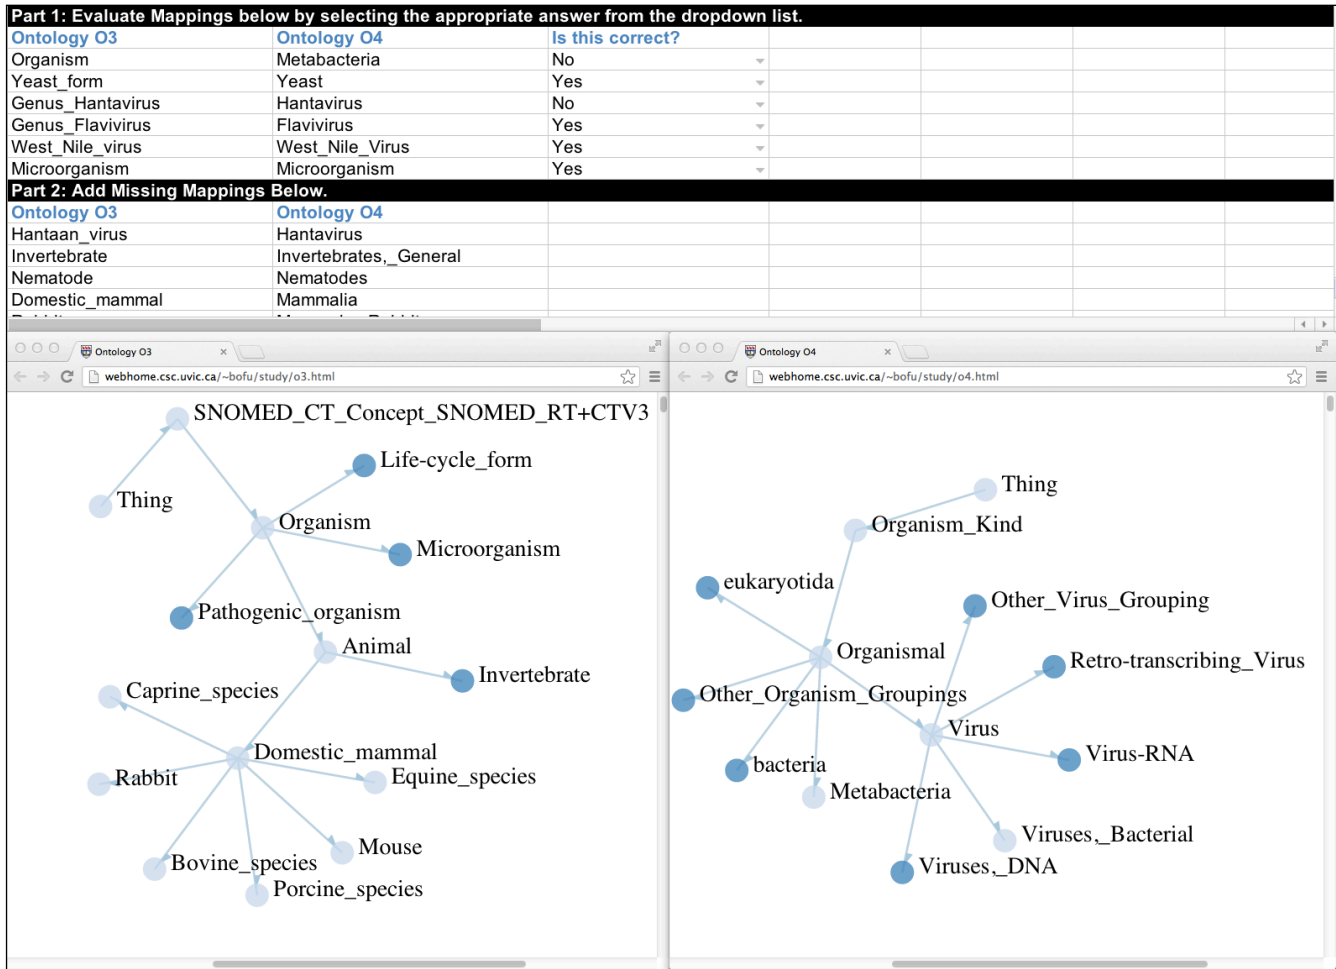 Part 1: Evaluate Mappings below by selecting the appropriate answer from the dropdown list.
Ontology O3 Ontology O4 Is this correct?
Organism Metabacteria No
Yeast_form Yeast Yes
Genus_Hantavirus Hantavirus No
Genus_Flavivirus Flavivirus Yes
West_Nile_virus West_Nile_Virus Yes
Microorganism Microorganism Yes
Part 2: Add Missing Mappings Below.
Ontology O3 Ontology O4
Hantaan_virus Hantavirus
Invertebrate Invertebrates,_General
Nematode Nematodes
Domestic_mammal Mammalia
Ontology O3
webhome.csc.uvic.ca/~bofu/study/o3.html
SNOMED_CT_Concept_SNOMED_RT+CTV3
Life-cycle_form
Thing
Organism
Microorganism
Pathogenic_organism
Animal
Invertebrate
Caprine_species
Domestic_mammal
Rabbit
Equine_species
Mouse
Bovine_species
Porcine_species
Ontology O4
webhome.csc.uvic.ca/~bofu/study/o4.html
Thing
Organism_Kind
eukaryotida
Other_Virus_Grouping
Organismal
Retro-transcribing_Virus
Other_Organism_Groupings
Virus
Virus-RNA
bacteria
Metabacteria
Viruses,_Bacterial
Viruses,_DNA